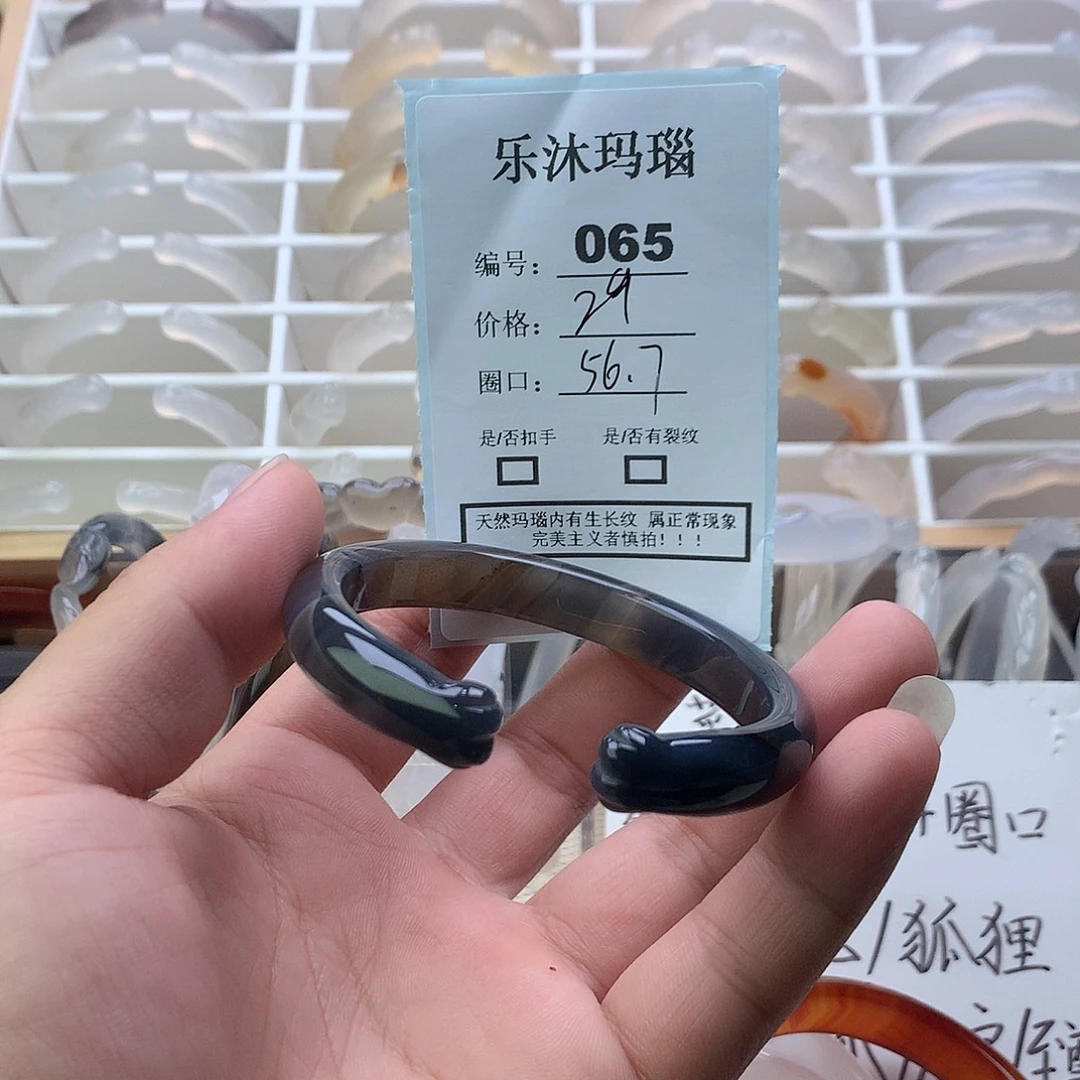 乐沐玛瑙
编号： 065
价格： 29
圈口： 56.7
是/否扣手 是/否有裂纹
天然玛瑙内有生长纹 属正常现象
完美主义者慎拍！！！
圈口
/狐狸
/至尊